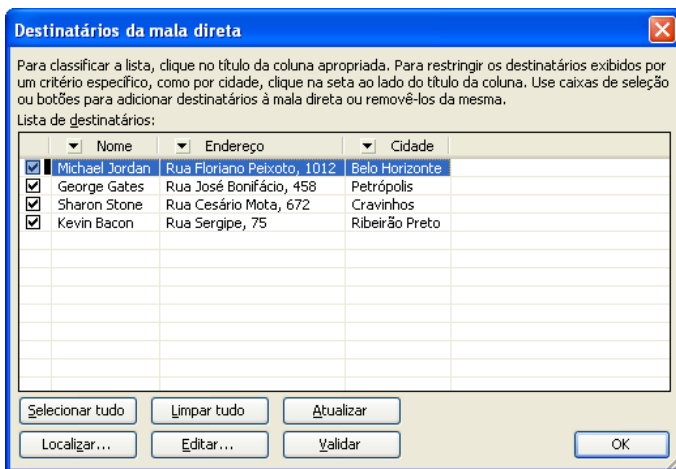 Destinatários da mala direta
Para classificar a lista, clique no título da coluna apropriada. Para restringir os destinatários exibidos por
um critério específico, como por cidade, clique na seta ao lado do título da coluna. Use caixas de seleção
ou botões para adicionar destinatários à mala direta ou removê-los da mesma.
Lista de destinatários:
Nome Endereço Cidade
Michael Jordan Rua Floriano Peixoto, 1012 Belo Horizonte
George Gates Rua José Bonifácio, 458 Petrópolis
Sharon Stone Rua Cesário Mota, 672 Cravinhos
Kevin Bacon Rua Sergipe, 75 Ribeirão Preto
Selecionar tudo Limpar tudo Atualizar
Localizar... Editar... Validar OK